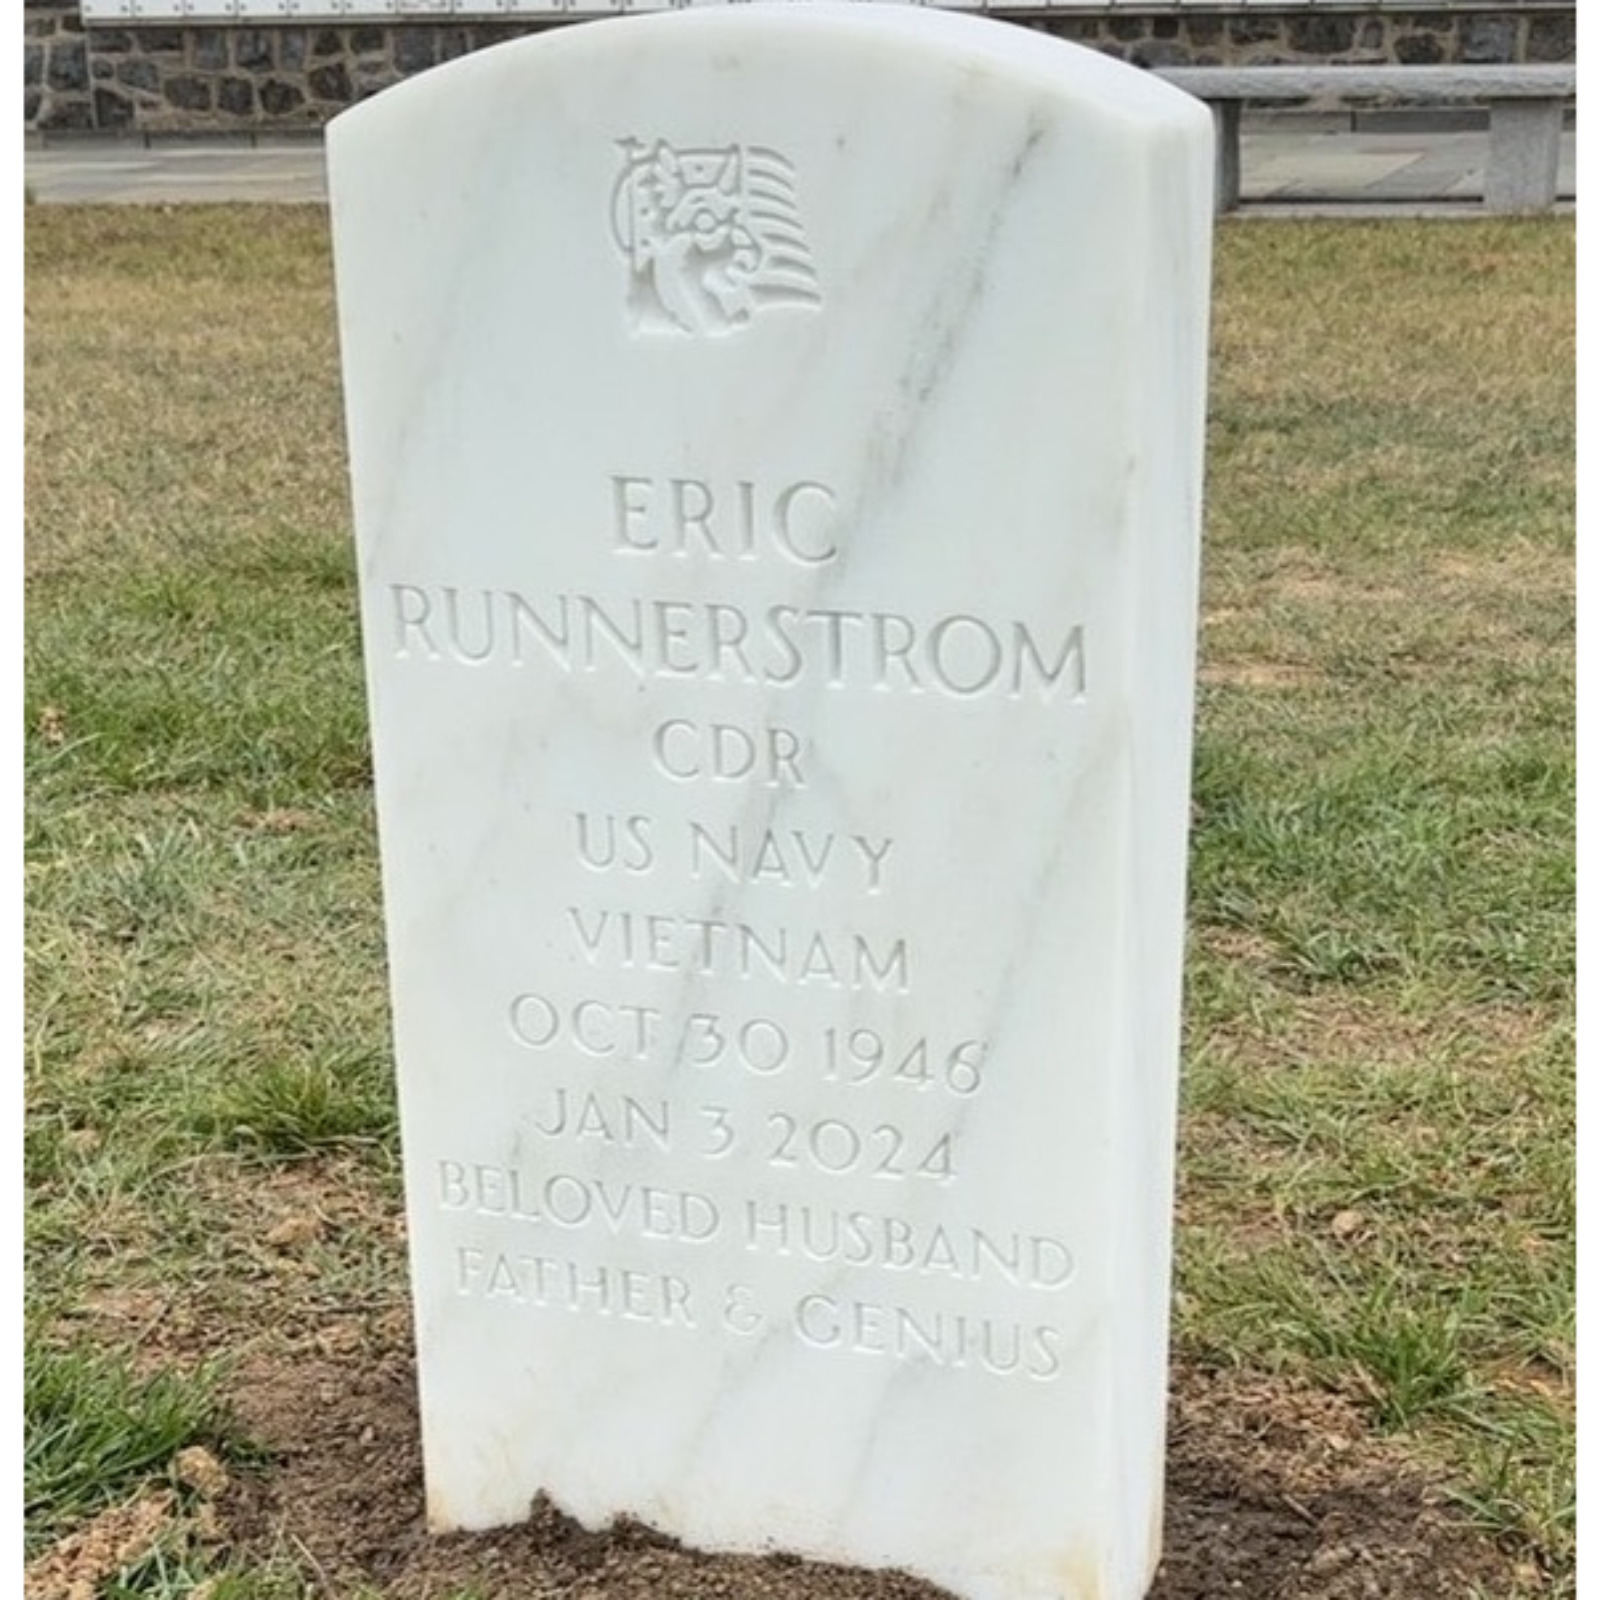 ERIC
RUNNERSTROM
CDR
US NAVY
VIETNAM
OCT 30 1946
JAN 3 2024
BELOVED HUSBAND
FATHER & GENIUS